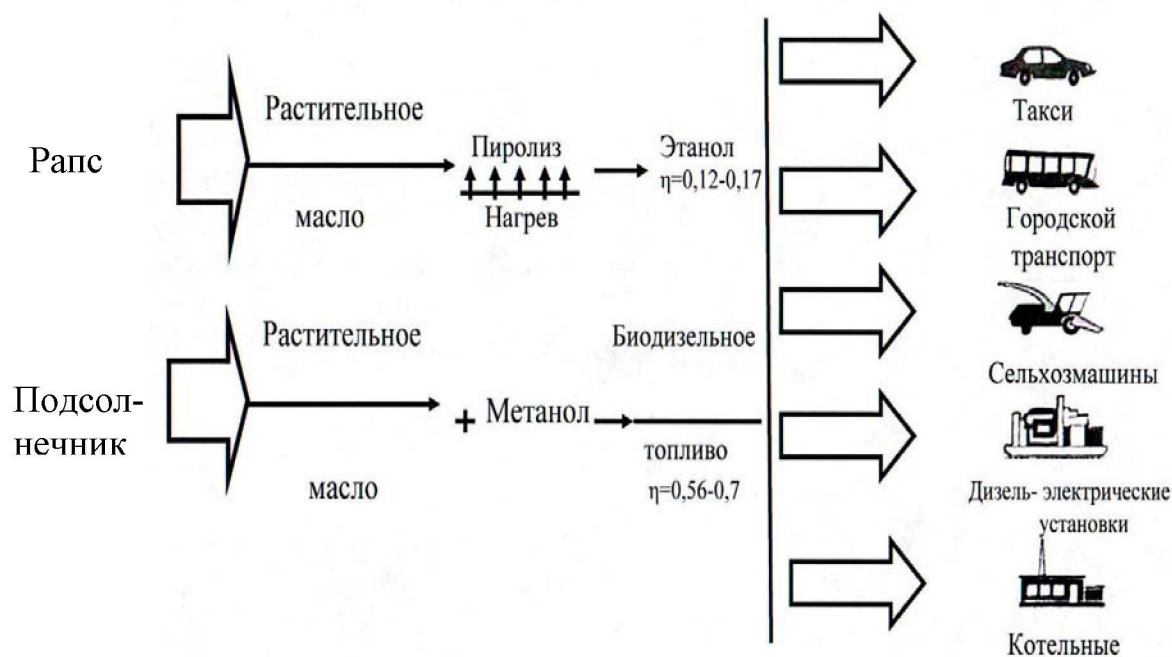 Рапс
Растительное
масло
Пиролиз
Нагрев
Этанол
η=0,12-0,17
Подсол-
нечник
Растительное
масло
+ Метанол
Биодизельное
топливо
η=0,56-0,7
Такси
Городской
транспорт
Сельхозмашины
Дизель- электрические
установки
Котельные